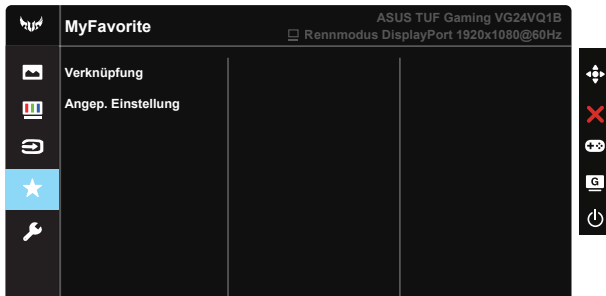 MyFavorite
ASUS TUF Gaming VG24VQ1B
Rennmodus DisplayPort 1920x1080@60Hz
Verknüpfung
Angep. Einstellung
G